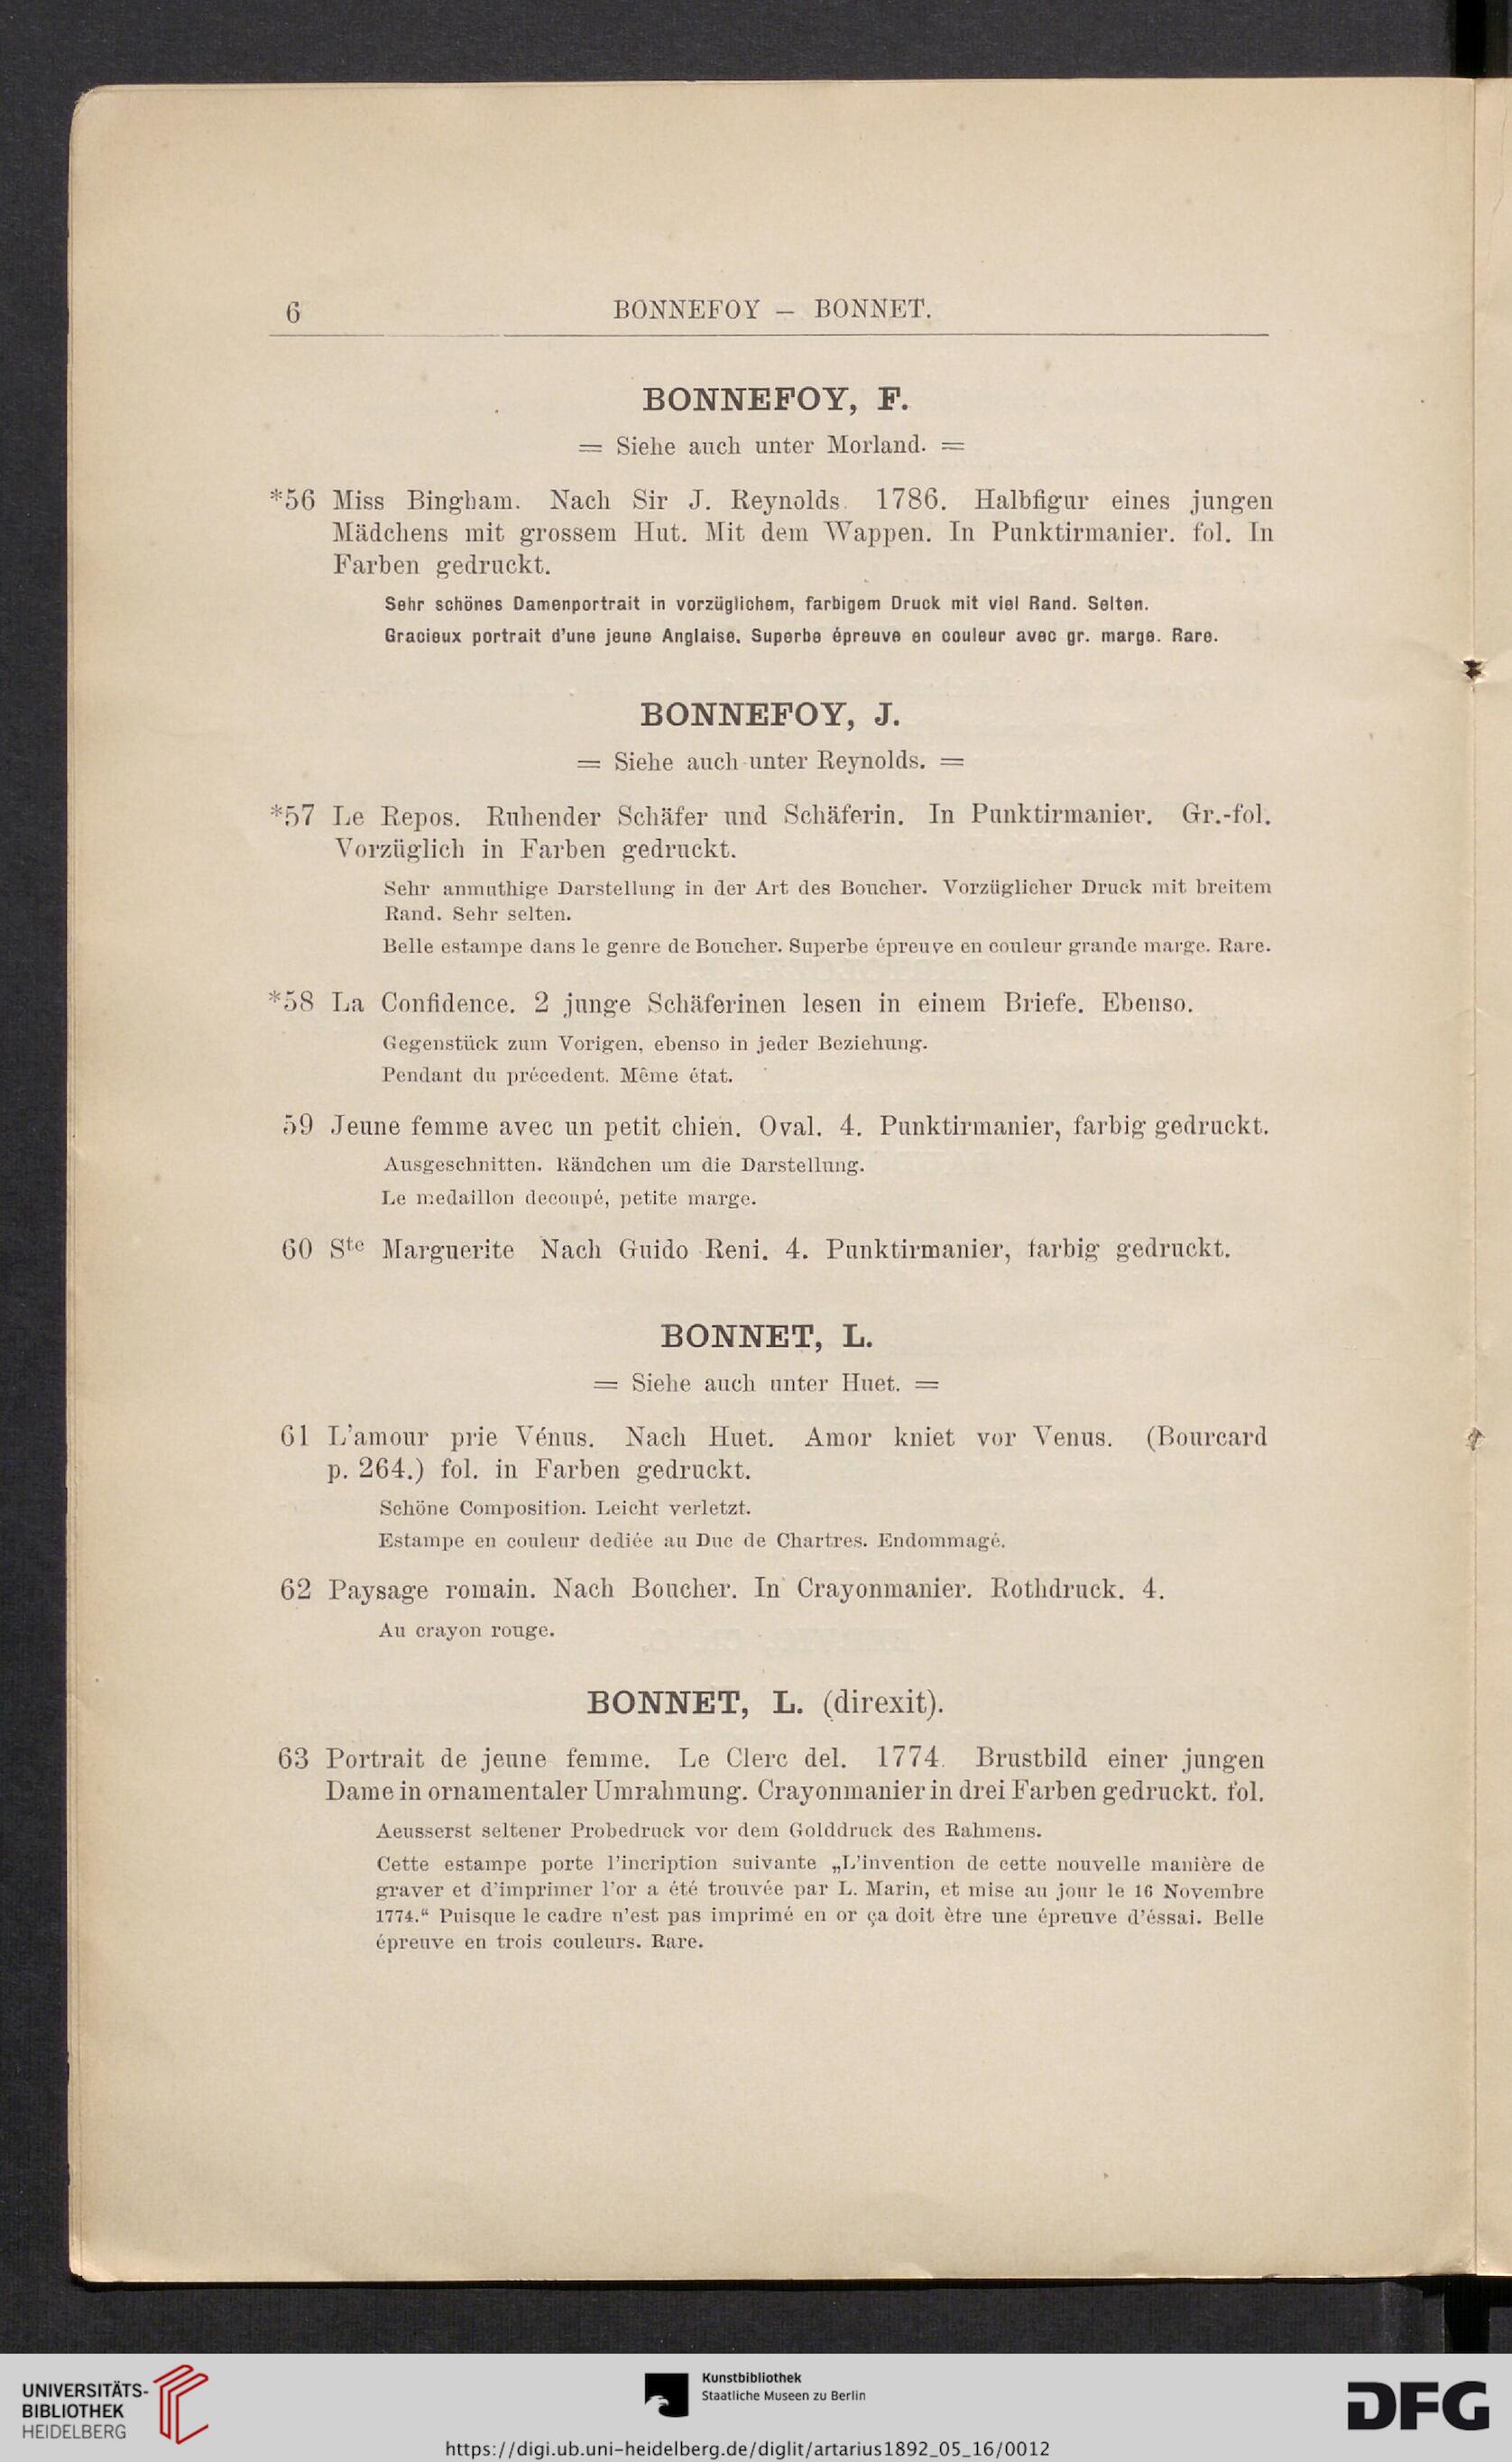 6 BONNEFOY — BONNET.
BONNEFOY, F.
= Siehe auch unter Morland. =
*56 Miss Bingham. Nach Sir J. Reynolds. 1786. Halbfigur eines jungen
Mädchens mit grossem Hut. Mit dem Wappen. In Punktirmanier. fol. In
Farben gedruckt.
Sehr schönes Damenportrait in vorzüglichem, farbigem Druck mit viel Rand. Selten.
Gracieux portrait d'une jeune Anglaise. Superbe épreuve en couleur avec gr. marge. Rare.
BONNEFOY, J.
= Siehe auch unter Reynolds. =
*57 Le Repos. Ruhender Schäfer und Schäferin. In Punktirmanier. Gr.-fol.
Vorzüglich in Farben gedruckt.
Sehr anmuthige Darstellung in der Art des Boucher. Vorzüglicher Druck mit breitem
Rand. Sehr selten.
Belle estampe dans le genre de Boucher. Superbe épreuve en couleur grande marge. Rare.
*58 La Confidence. 2 junge Schäferinen lesen in einem Briefe. Ebenso.
Gegenstück zum Vorigen, ebenso in jeder Beziehung.
Pendant du précedent. Même état.
59 Jeune femme avec un petit chien. Oval. 4. Punktirmanier, farbig gedruckt.
Ausgeschnitten. Rändchen um die Darstellung.
Le medaillon decoupé, petite marge.
60 Ste Marguerite Nach Guido Reni. 4. Punktirmanier, farbig gedruckt.
BONNET, L.
= Siehe auch unter Huet. =
61 L'amour prie Vénus. Nach Huet. Amor kniet vor Venus. (Bourcard
p. 264.) fol. in Farben gedruckt.
Schöne Composition. Leicht verletzt.
Estampe en couleur dediée au Duc de Chartres. Endommagé.
62 Paysage romain. Nach Boucher. In Crayonmanier. Rothdruck. 4.
Au crayon rouge.
BONNET, L. (direxit).
63 Portrait de jeune femme. Le Clerc del. 1774. Brustbild einer jungen
Dame in ornamentaler Umrahmung. Crayonmanier in drei Farben gedruckt. fol.
Aeusserst seltener Probedruck vor dem Golddruck des Rahmens.
Cette estampe porte l'incription suivante „L'invention de cette nouvelle manière de
graver et d'imprimer l'or a été trouvée par L. Marin, et mise au jour le 16 Novembre
1774.“ Puisque le cadre n'est pas imprimé en or ça doit être une épreuve d'éssai. Belle
épreuve en trois couleurs. Rare.
UNIVERSITÄTS-
BIBLIOTHEK
HEIDELBERG
Kunstbibliothek
Staatliche Museen zu Berlin
DFG
https://digi.ub.uni-heidelberg.de/diglit/artarius1892_05_16/0012